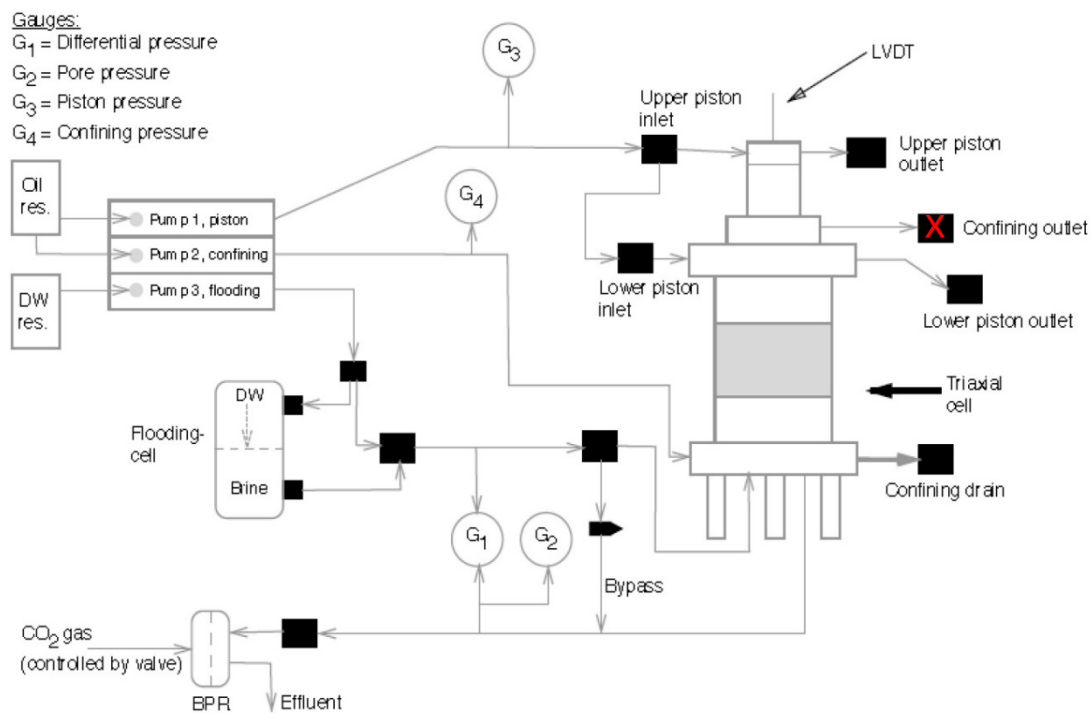 Gauges:
G1 = Differential pressure
G2 = Pore pressure
G3 = Piston pressure
G4 = Confining pressure
G3
LVDT
Upper piston
inlet
Upper piston
outlet
Oil
res.
G4
Pump 1, piston
Pump 2, confining
Pump 3, flooding
X
Confining outlet
DW
res.
Lower piston
inlet
Lower piston outlet
DW
Flooding-
cell
Brine
Triaxial
cell
Confining drain
G1
G2
Bypass
CO2 gas
(controlled by valve)
BPR
Effluent